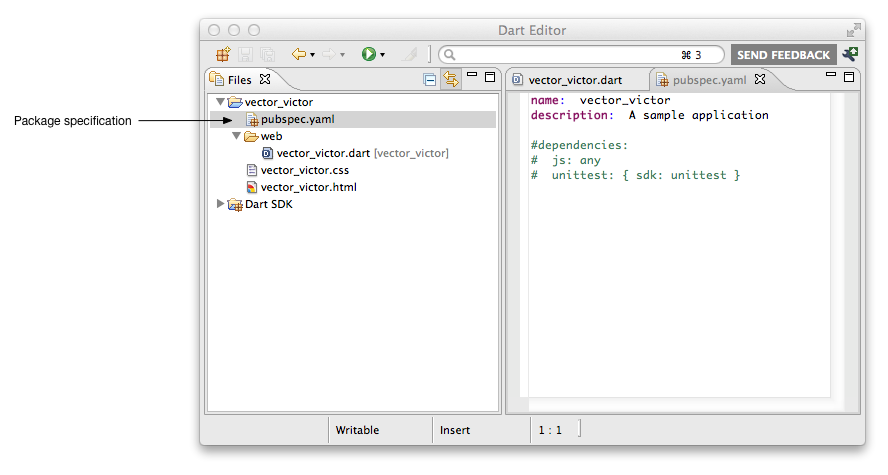 Dart Editor
⌘ 3
SEND FEEDBACK
Files
vector_victor.dart
pubspec.yaml
vector_victor
pubspec.yaml
web
vector_victor.dart [vector_victor]
vector_victor.css
vector_victor.html
Dart SDK
Package specification
name:  vector_victor
description:  A sample application
#dependencies:
#  js: any
#  unittest: { sdk: unittest }
Writable
Insert
1 : 1